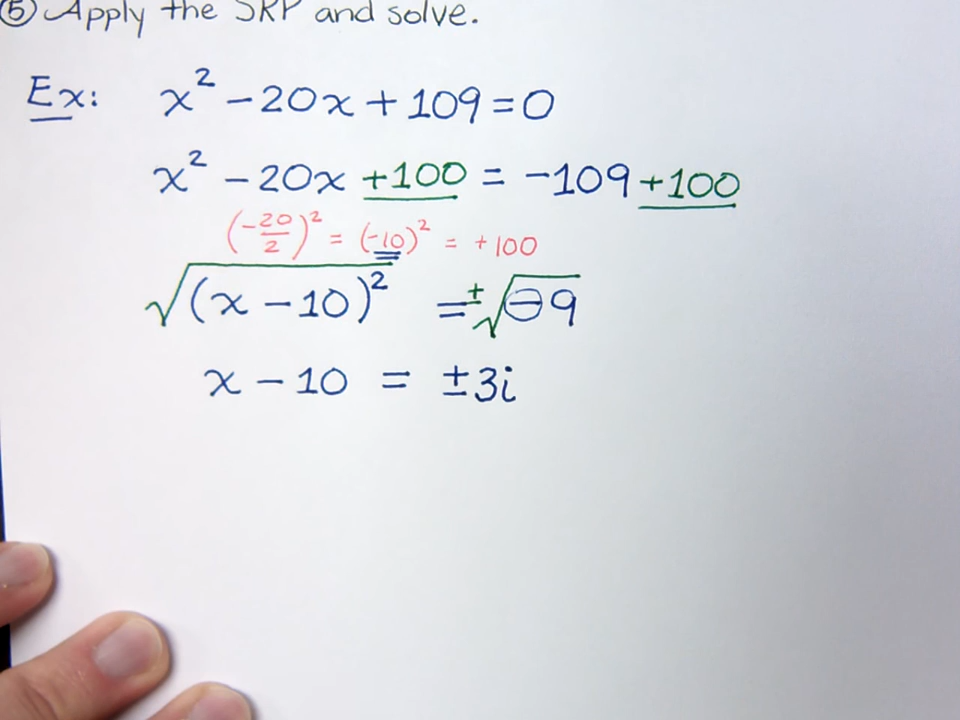 ⑤ Apply the SRP and solve.
Ex: x² - 20x + 109 = 0
x² - 20x +100 = -109 +100
(-20/2)² = (-10)² = +100
√(x - 10)² = ±√-9
x - 10 = ±3i